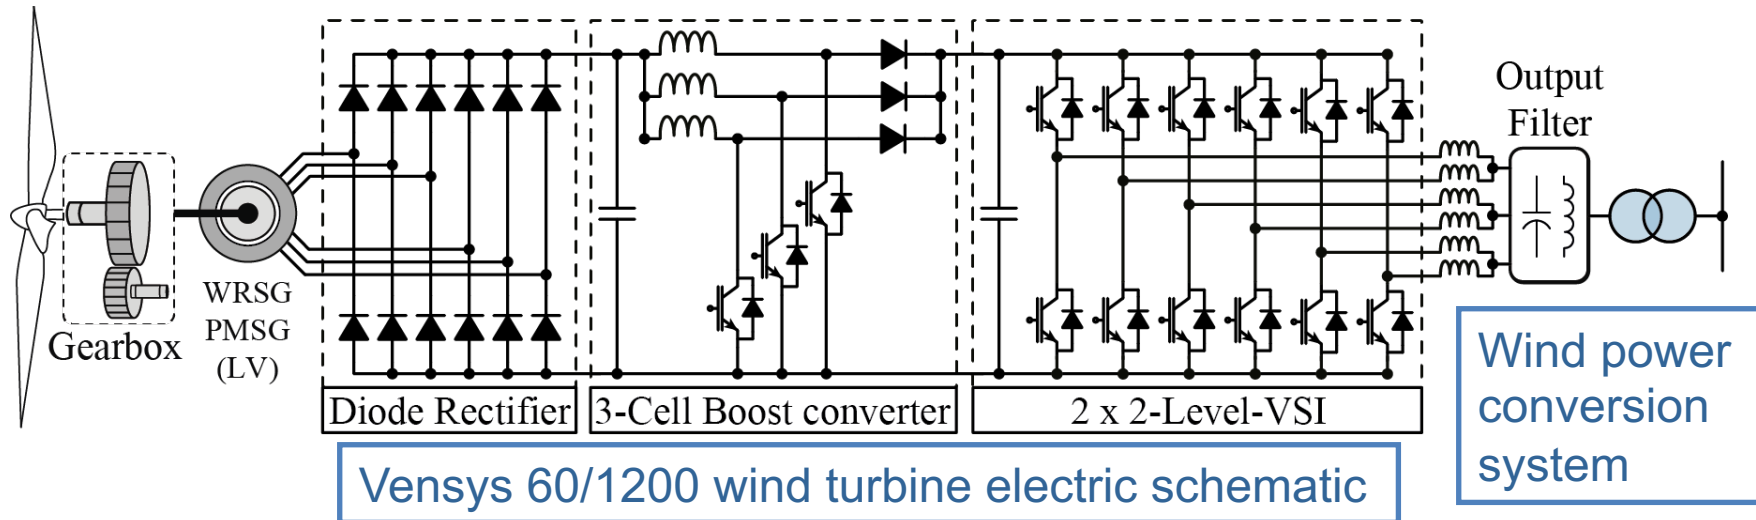 Output
Filter
WRSG
PMSG
(LV)
Gearbox
Diode Rectifier
3-Cell Boost converter
2 x 2-Level-VSI
Wind power
conversion
system
Vensys 60/1200 wind turbine electric schematic